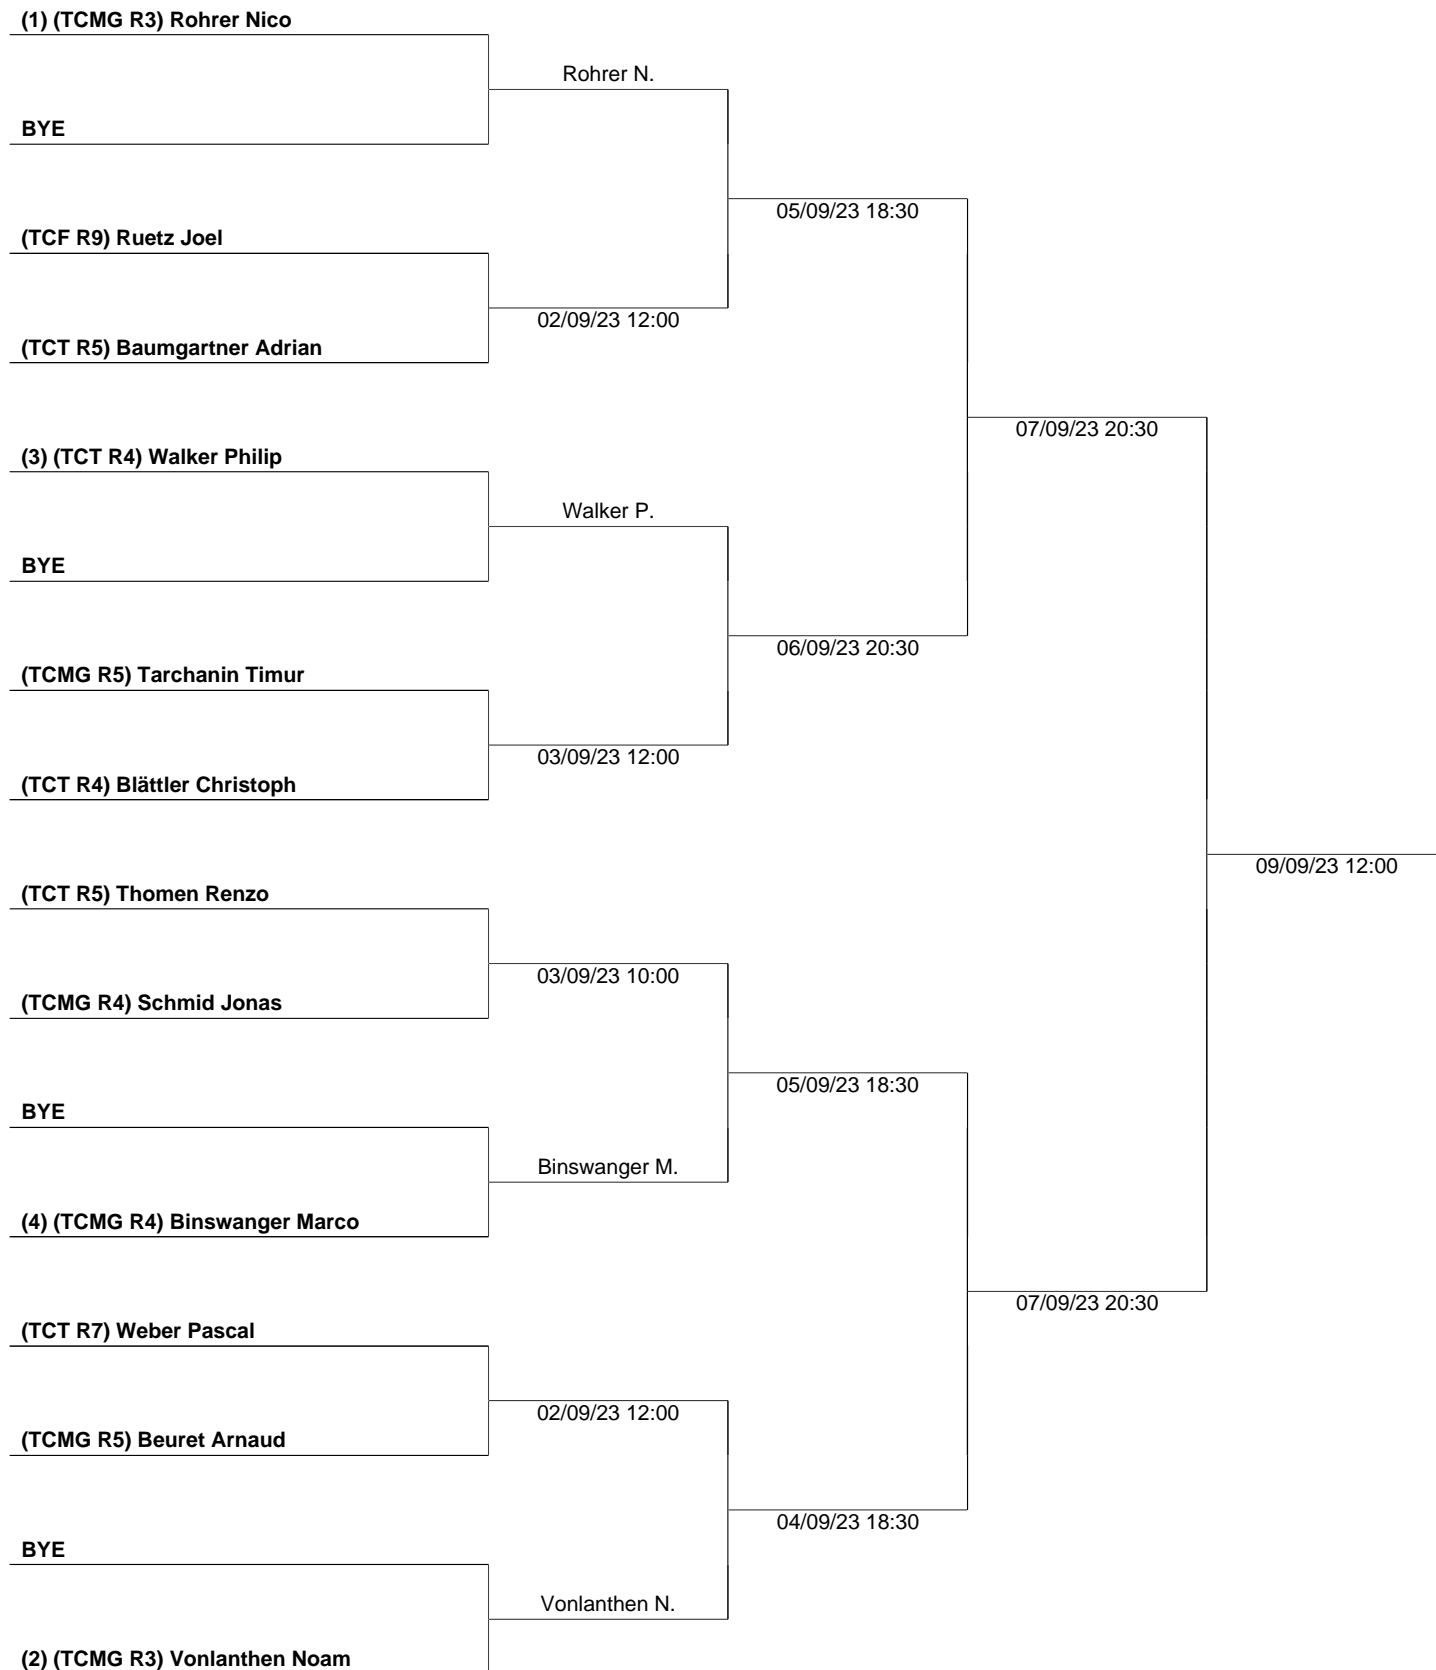 (1) (TCMG R3) Rohrer Nico
Rohrer N.
BYE
05/09/23 18:30
(TCF R9) Ruetz Joel
02/09/23 12:00
(TCT R5) Baumgartner Adrian
07/09/23 20:30
(3) (TCT R4) Walker Philip
Walker P.
BYE
06/09/23 20:30
(TCMG R5) Tarchanin Timur
03/09/23 12:00
(TCT R4) Blättler Christoph
09/09/23 12:00
(TCT R5) Thomen Renzo
03/09/23 10:00
(TCMG R4) Schmid Jonas
05/09/23 18:30
BYE
Binswanger M.
(4) (TCMG R4) Binswanger Marco
07/09/23 20:30
(TCT R7) Weber Pascal
02/09/23 12:00
(TCMG R5) Beuret Arnaud
04/09/23 18:30
BYE
Vonlanthen N.
(2) (TCMG R3) Vonlanthen Noam